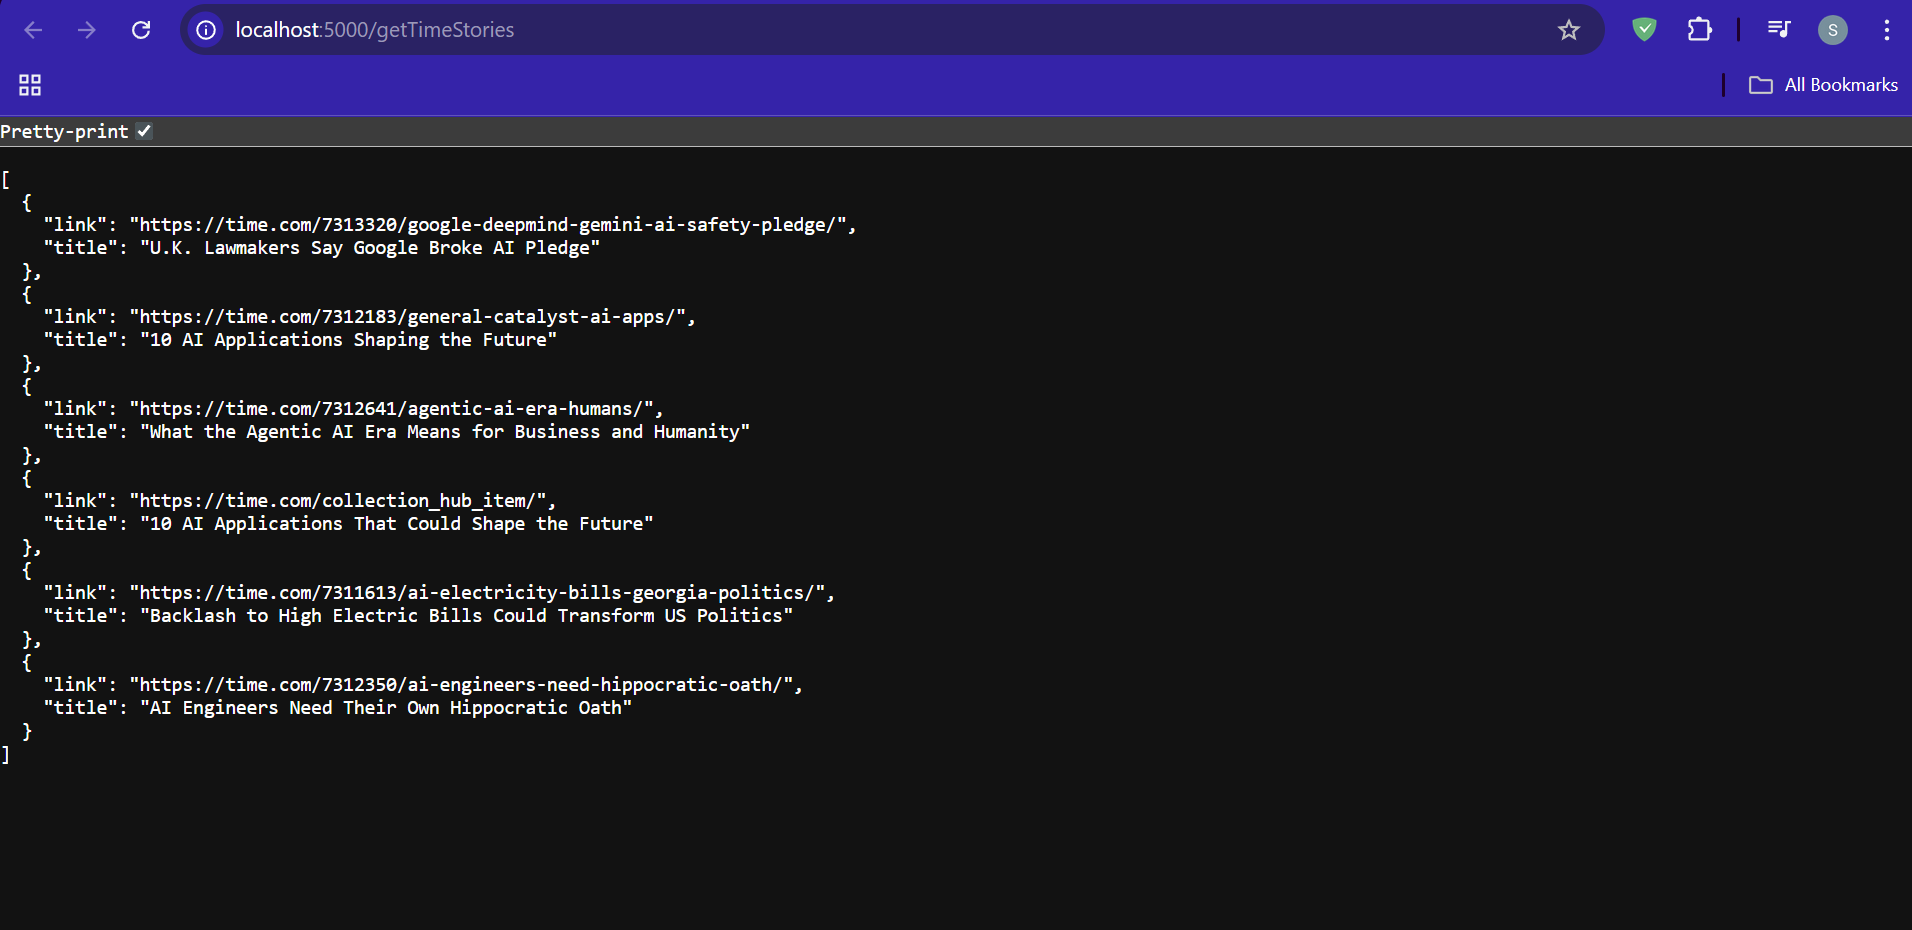 localhost:5000/getTimeStories
S
All Bookmarks
Pretty-print
[
  {
    "link": "https://time.com/7313320/google-deepmind-gemini-ai-safety-pledge/",
    "title": "U.K. Lawmakers Say Google Broke AI Pledge"
  },
  {
    "link": "https://time.com/7312183/general-catalyst-ai-apps/",
    "title": "10 AI Applications Shaping the Future"
  },
  {
    "link": "https://time.com/7312641/agentic-ai-era-humans/",
    "title": "What the Agentic AI Era Means for Business and Humanity"
  },
  {
    "link": "https://time.com/collection_hub_item/",
    "title": "10 AI Applications That Could Shape the Future"
  },
  {
    "link": "https://time.com/7311613/ai-electricity-bills-georgia-politics/",
    "title": "Backlash to High Electric Bills Could Transform US Politics"
  },
  {
    "link": "https://time.com/7312350/ai-engineers-need-hippocratic-oath/",
    "title": "AI Engineers Need Their Own Hippocratic Oath"
  }
]